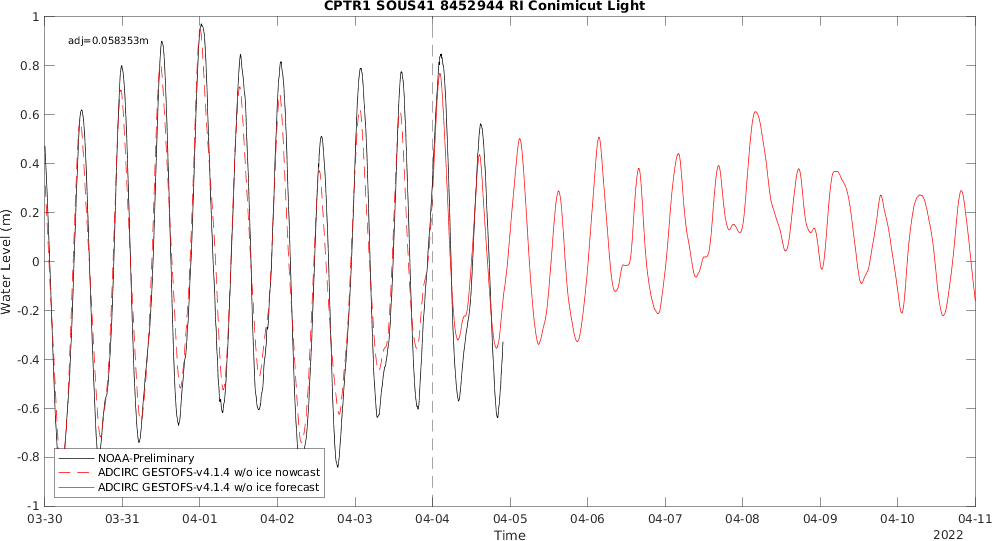 CPTR1 SOUS41 8452944 RI Conimicut Light
adj=0.058353m
Water Level (m)
1
0.8
0.6
0.4
0.2
0
-0.2
-0.4
-0.6
-0.8
-1
NOAA-Preliminary
ADCIRC GESTOFS-v4.1.4 w/o ice nowcast
ADCIRC GESTOFS-v4.1.4 w/o ice forecast
03-30 03-31 04-01 04-02 04-03 04-04 04-05 04-06 04-07 04-08 04-09 04-10 04-11
Time
2022